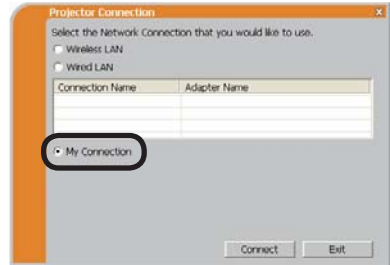 Projector Connection
Select the Network Connection that you would like to use.
Wireless LAN
Wired LAN
Connection Name Adapter Name
My Connection
Connect Exit